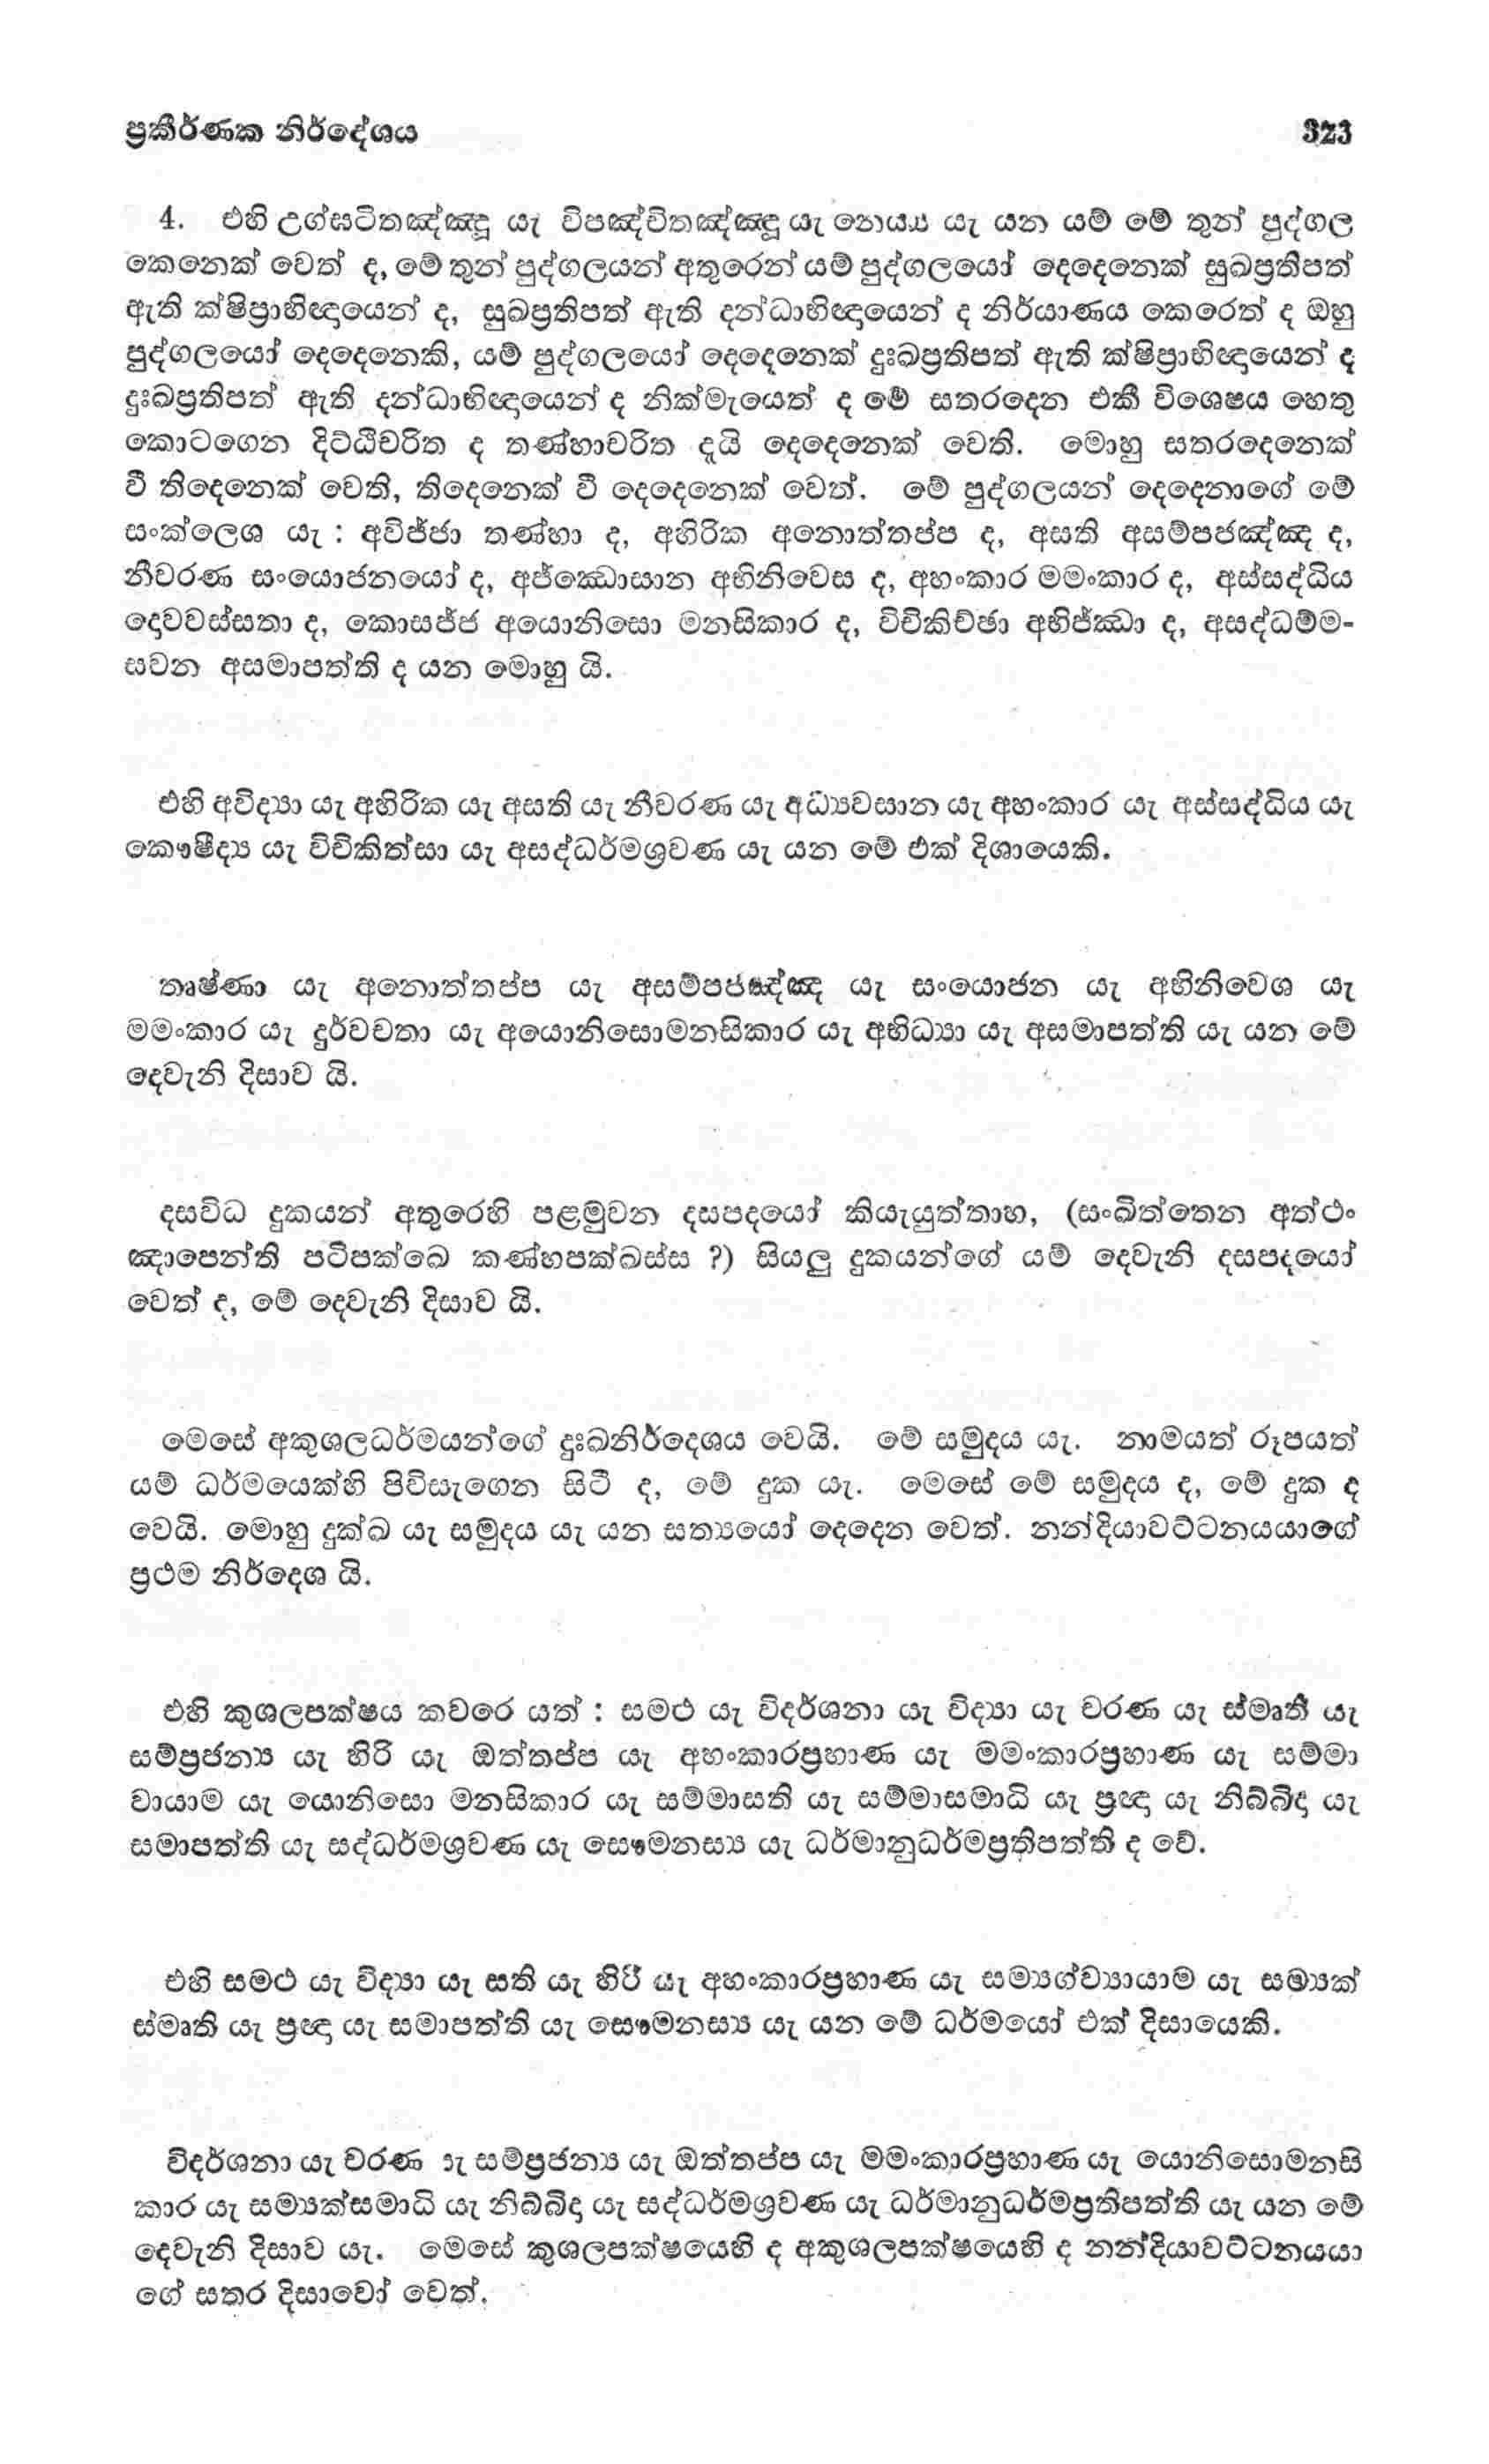 ප්‍රකීර්ණක නිර්දේශය 323
4. එහි උග්ඝටිතඤ්ඤූ යැ විපඤ්චිතඤ්ඤූ යැ නෙය්‍ය යැ යන යම් මේ තුන් පුද්ගල
කෙනෙක් වෙත් ද, මේ තුන් පුද්ගලයන් අතුරෙන් යම් පුද්ගලයෝ දෙදෙනෙක් සුඛප්‍රතිපත්
ඇති ක්ෂිප්‍රාභිඥායෙන් ද, සුඛප්‍රතිපත් ඇති දන්ධාභිඥායෙන් ද නිර්යාණය කෙරෙත් ද ඔහු
පුද්ගලයෝ දෙදෙනෙකි, යම් පුද්ගලයෝ දෙදෙනෙක් දුඃඛප්‍රතිපත් ඇති ක්ෂිප්‍රාභිඥායෙන් ද
දුඃඛප්‍රතිපත් ඇති දන්ධාභිඥායෙන් ද නික්මැයෙත් ද මේ සතරදෙන එකී විශෙෂය හෙතු
කොටගෙන දිට්ඨිචරිත ද තණ්හාචරිත දැයි දෙදෙනෙක් වෙති. මොහු සතරදෙනෙක්
වී තිදෙනෙක් වෙති, තිදෙනෙක් වී දෙදෙනෙක් වෙත්. මේ පුද්ගලයන් දෙදෙනාගේ මේ
සංක්ලෙශ යැ : අවිජ්ජා තණ්හා ද, අහිරික අනොත්තප්ප ද, අසති අසම්පජඤ්ඤ ද,
නීවරණ සංයොජනයෝ ද, අජ්ඣොසාන අභිනිවෙස ද, අහංකාර මමංකාර ද, අස්සද්ධිය
දොවචස්සතා ද, කොසජ්ජ අයොනිසො මනසිකාර ද, විචිකිච්ඡා අභිජ්ඣා ද, අසද්ධම්ම-
සවන අසමාපත්ති ද යන මොහු යි.
එහි අවිද්‍යා යැ අහිරික යැ අසති යැ නීවරණ යැ අධ්‍යවසාන යැ අහංකාර යැ අස්සද්ධිය යැ
කෞෂීද්‍ය යැ විචිකිත්සා යැ අසද්ධර්මශ්‍රවණ යැ යන මේ එක් දිශායෙකි.
තෘෂ්ණා යැ අනොත්තප්ප යැ අසම්පජඤ්ඤ යැ සංයොජන යැ අභිනිවෙශ යැ
මමංකාර යැ දුර්වචතා යැ අයොනිසොමනසිකාර යැ අභිධ්‍යා යැ අසමාපත්ති යැ යන මේ
දෙවැනි දිසාව යි.
දසවිධ දුකයන් අතුරෙහි පළමුවන දසපදයෝ කියැයුත්තාහ, (සංඛිත්තෙන අත්ථං
ඤාපෙන්ති පටිපක්ඛෙ කණ්හපක්ඛස්ස ?) සියලු දුකයන්ගේ යම් දෙවැනි දසපදයෝ
වෙත් ද, මේ දෙවැනි දිසාව යි.
මෙසේ අකුශලධර්මයන්ගේ දුඃඛනිර්දෙශය වෙයි. මේ සමුදය යැ. නාමයත් රූපයත්
යම් ධර්මයෙක්හි පිවිසැගෙන සිටී ද, මේ දුක යැ. මෙසේ මේ සමුදය ද, මේ දුක ද
වෙයි. මොහු දුක්ඛ යැ සමුදය යැ යන සත්‍යයෝ දෙදෙන වෙත්. නන්දියාවට්ටනයයාගේ
ප්‍රථම නිර්දෙශ යි.
එහි කුශලපක්ෂය කවරෙ යත් : සමථ යැ විදර්ශනා යැ විද්‍යා යැ චරණ යැ ස්මෘති යැ
සම්ප්‍රජන්‍ය යැ හිරි යැ ඔත්තප්ප යැ අහංකාරප්‍රහාණ යැ මමංකාරප්‍රහාණ යැ සම්මා
වායාම යැ යොනිසො මනසිකාර යැ සම්මාසති යැ සම්මාසමාධි යැ ප්‍රඥා යැ නිබ්බිදා යැ
සමාපත්ති යැ සද්ධර්මශ්‍රවණ යැ සෞමනස්‍ය යැ ධර්මානුධර්මප්‍රතිපත්ති ද වේ.
එහි සමථ යැ විද්‍යා යැ සති යැ හිරි යැ අහංකාරප්‍රහාණ යැ සම්‍යග්ව්‍යායාම යැ සම්‍යක්
ස්මෘති යැ ප්‍රඥා යැ සමාපත්ති යැ සෞමනස්‍ය යැ යන මේ ධර්මයෝ එක් දිසායෙකි.
විදර්ශනා යැ චරණ යැ සම්ප්‍රජන්‍ය යැ ඔත්තප්ප යැ මමංකාරප්‍රහාණ යැ යොනිසොමනසි
කාර යැ සම්‍යක්සමාධි යැ නිබ්බිදා යැ සද්ධර්මශ්‍රවණ යැ ධර්මානුධර්මප්‍රතිපත්ති යැ යන මේ
දෙවැනි දිසාව යැ. මෙසේ කුශලපක්ෂයෙහි ද අකුශලපක්ෂයෙහි ද නන්දියාවට්ටනයයා
ගේ සතර දිසාවෝ වෙත්.